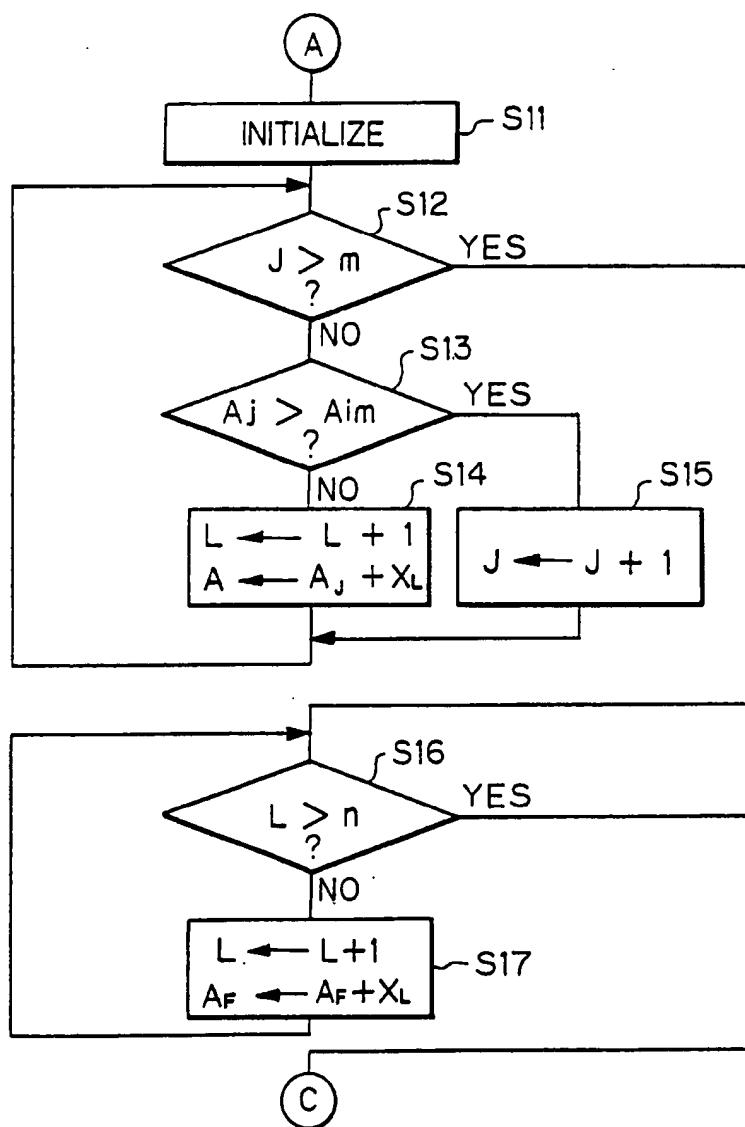 A
INITIALIZE
S11
S12
J > m
?
YES
NO
S13
Aj > Aim
?
YES
NO
S14
L ← L + 1
A ← AJ + XL
S15
J ← J + 1
S16
L > n
?
YES
NO
L ← L+1
AF ← AF+XL
S17
C